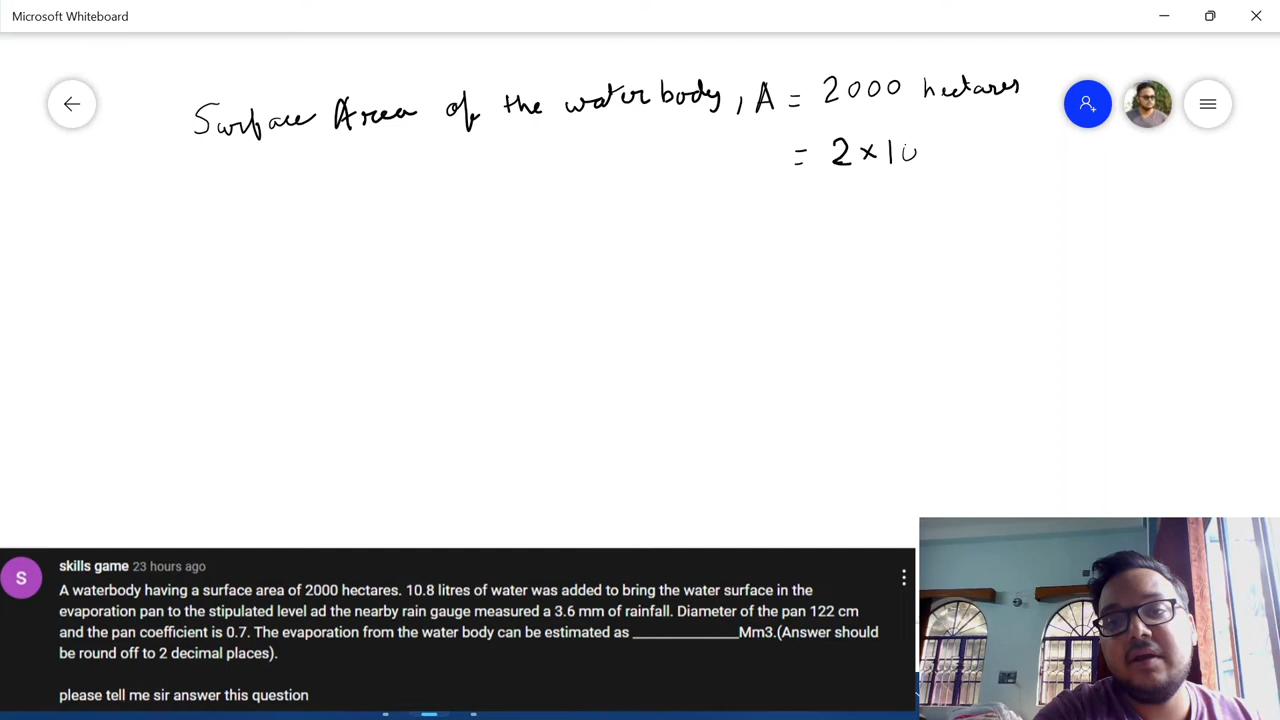 Microsoft Whiteboard
Surface Area of the water body, A = 2000 hectares
= 2×10
S
skills game 23 hours ago
A waterbody having a surface area of 2000 hectares. 10.8 litres of water was added to bring the water surface in the
evaporation pan to the stipulated level ad the nearby rain gauge measured a 3.6 mm of rainfall. Diameter of the pan 122 cm
and the pan coefficient is 0.7. The evaporation from the water body can be estimated as ______________Mm3.(Answer should
be round off to 2 decimal places).
please tell me sir answer this question